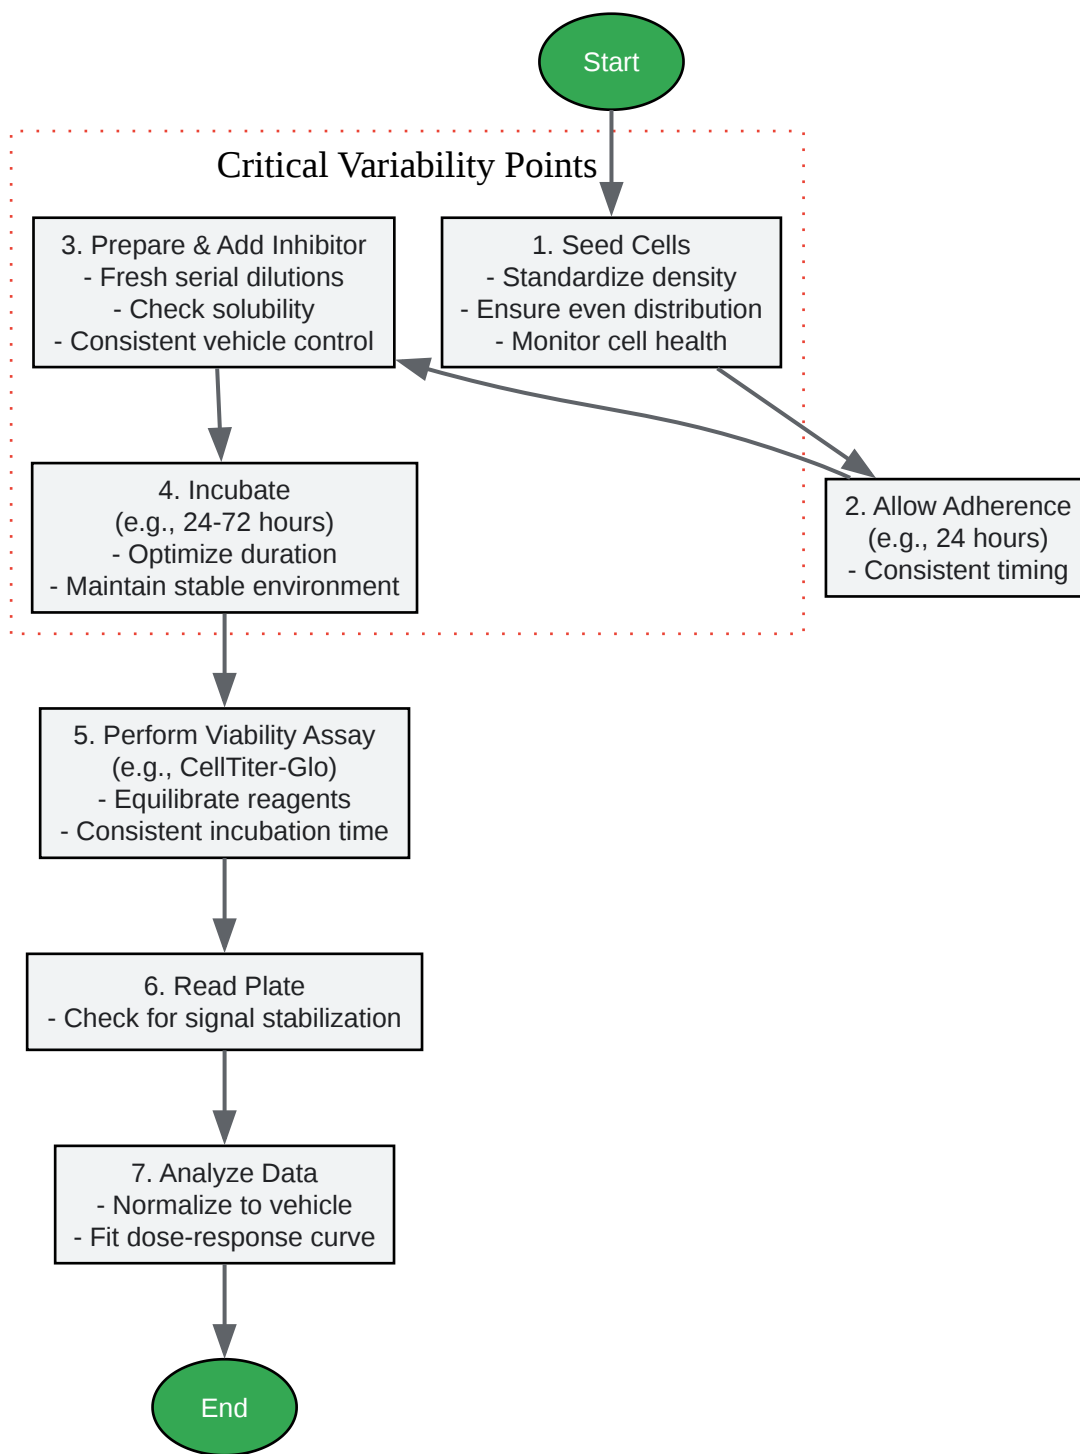 Start
Critical Variability Points
1. Seed Cells
- Standardize density
- Ensure even distribution
- Monitor cell health
2. Allow Adherence
(e.g., 24 hours)
- Consistent timing
3. Prepare & Add Inhibitor
- Fresh serial dilutions
- Check solubility
- Consistent vehicle control
4. Incubate
(e.g., 24-72 hours)
- Optimize duration
- Maintain stable environment
5. Perform Viability Assay
(e.g., CellTiter-Glo)
- Equilibrate reagents
- Consistent incubation time
6. Read Plate
- Check for signal stabilization
7. Analyze Data
- Normalize to vehicle
- Fit dose-response curve
End